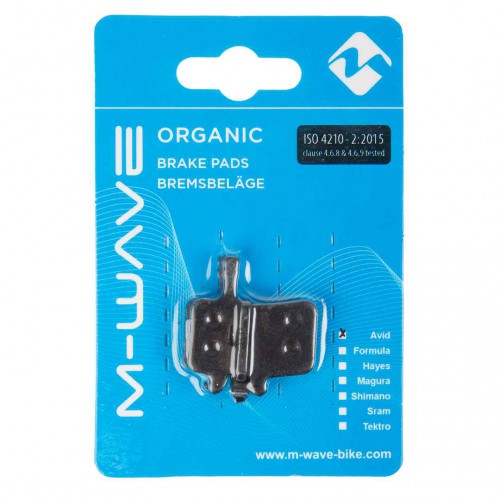 M-WAVE
ORGANIC
BRAKE PADS
BREMSBELÄGE
ISO 4210 - 2:2015
clause 4.6.8 & 4.6.9 tested
Avid
Formula
Hayes
Magura
Shimano
Sram
Tektro
www.m-wave-bike.com